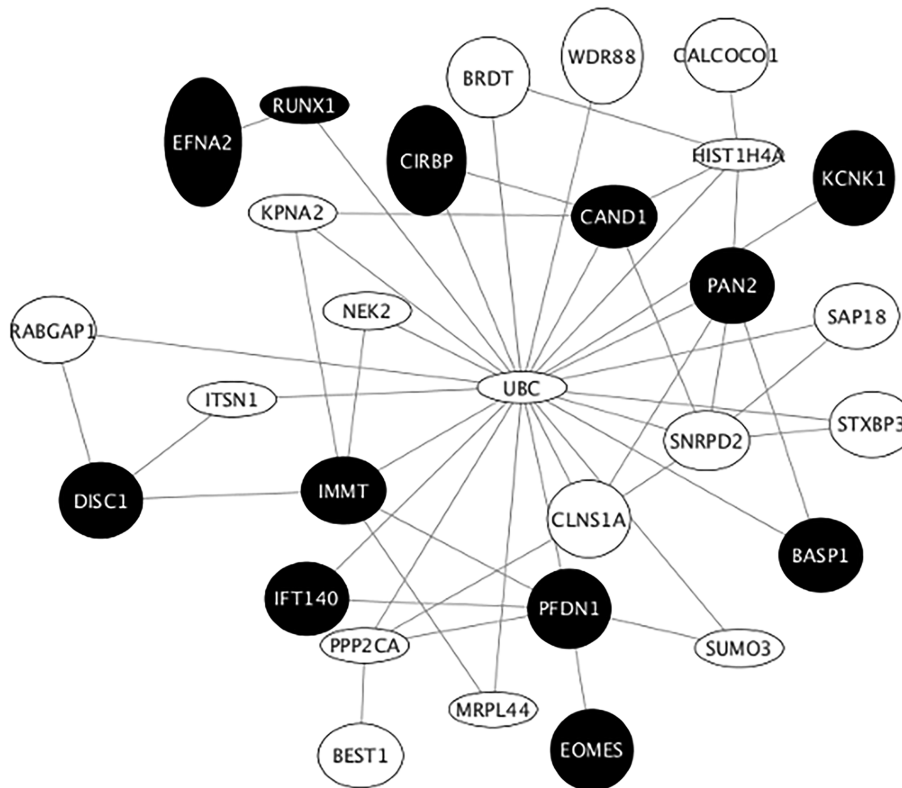 WDR88
CALCOCO1
BRDT
RUNX1
EFNA2
HIST1H4A
CIRBP
KCNK1
KPNA2
CAND1
PAN2
NEK2
SAP18
RABGAP1
UBC
ITSN1
STXBP3
SNRPD2
IMMT
DISC1
CLNS1A
BASP1
IFT140
PFDN1
PPP2CA
SUMO3
MRPL44
EOMES
BEST1